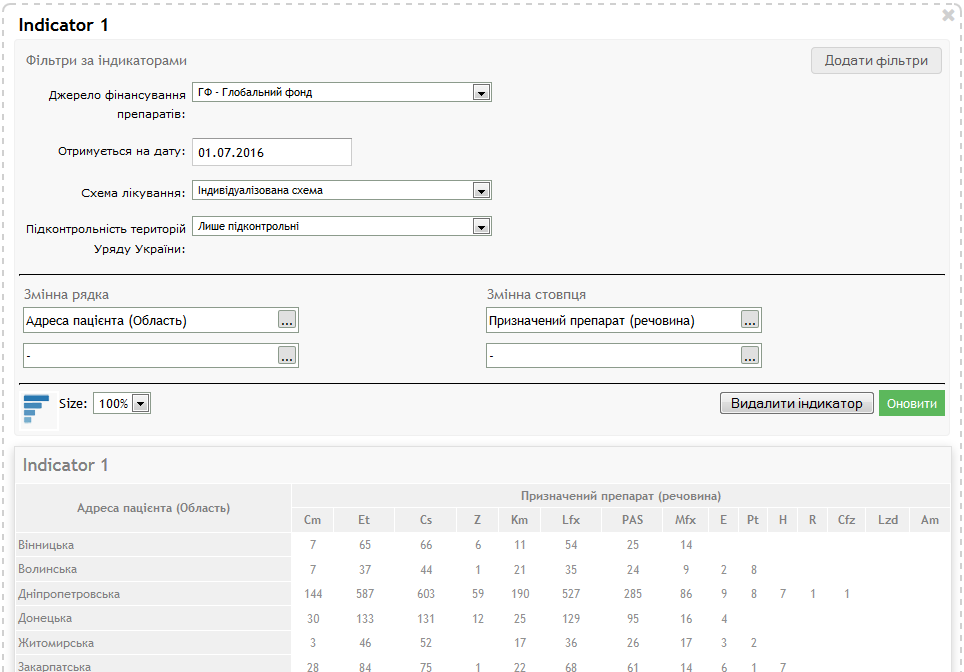 Indicator 1
Фільтри за індикаторами
Додати фільтри
Джерело фінансування
препаратів:
ГФ - Глобальний фонд
Отримується на дату:
01.07.2016
Схема лікування:
Індивідуалізована схема
Підконтрольність територій
Уряду України:
Лише підконтрольні
Змінна рядка
Змінна стовпця
Адреса пацієнта (Область)
...
Призначений препарат (речовина)
...
-
...
-
...
Size:
100%
Видалити індикатор
Оновити
Indicator 1
Адреса пацієнта (Область)
Призначений препарат (речовина)
Cm Et Cs Z Km Lfx PAS Mfx E Pt H R Cfz Lzd Am
Вінницька 7 65 66 6 11 54 25 14
Волинська 7 37 44 1 21 35 24 9 2 8
Дніпропетровська 144 587 603 59 190 527 285 86 9 8 7 1 1
Донецька 30 133 131 12 25 129 95 16 4
Житомирська 3 46 52 17 36 26 17 3 2
Закарпатська 28 84 75 1 22 68 61 14 6 1 7